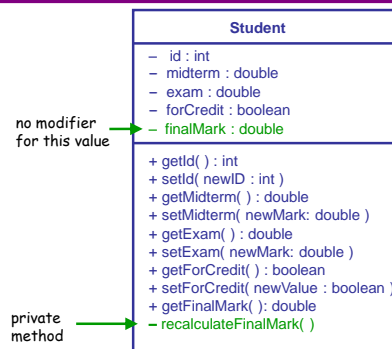 Student
– id : int
– midterm : double
– exam : double
– forCredit : boolean
no modifier
for this value
– finalMark : double
+ getId( ) : int
+ setId( newID : int )
+ getMidterm( ) : double
+ setMidterm( newMark: double )
+ getExam( ) : double
+ setExam( newMark: double )
+ getForCredit( ) : boolean
+ setForCredit( newValue : boolean )
+ getFinalMark( ): double
private
method
– recalculateFinalMark( )